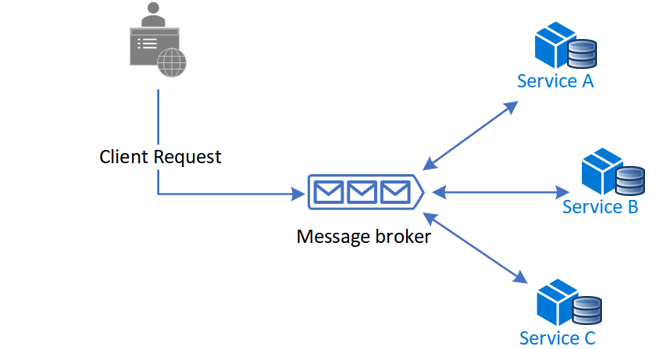 Service A
Client Request
Service B
Message broker
Service C